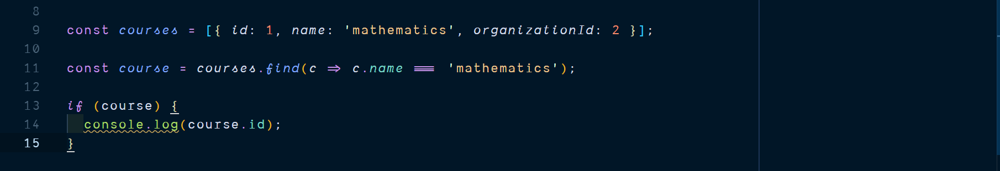 8
9 const courses = [{ id: 1, name: 'mathematics', organizationId: 2 }];
10
11 const course = courses.find(c => c.name === 'mathematics');
12
13 if (course) {
14   console.log(course.id);
15 }